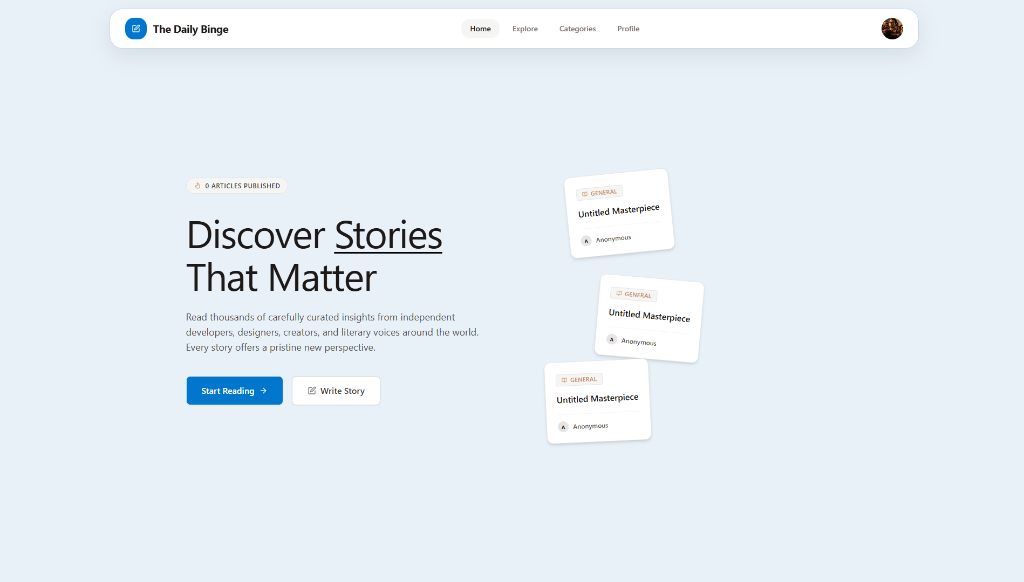 The Daily Binge
Home
Explore
Categories
Profile
0 ARTICLES PUBLISHED
Discover Stories
That Matter
Read thousands of carefully curated insights from independent
developers, designers, creators, and literary voices around the world.
Every story offers a pristine new perspective.
Start Reading →
Write Story
GENERAL
Untitled Masterpiece
A Anonymous
GENERAL
Untitled Masterpiece
A Anonymous
GENERAL
Untitled Masterpiece
A Anonymous